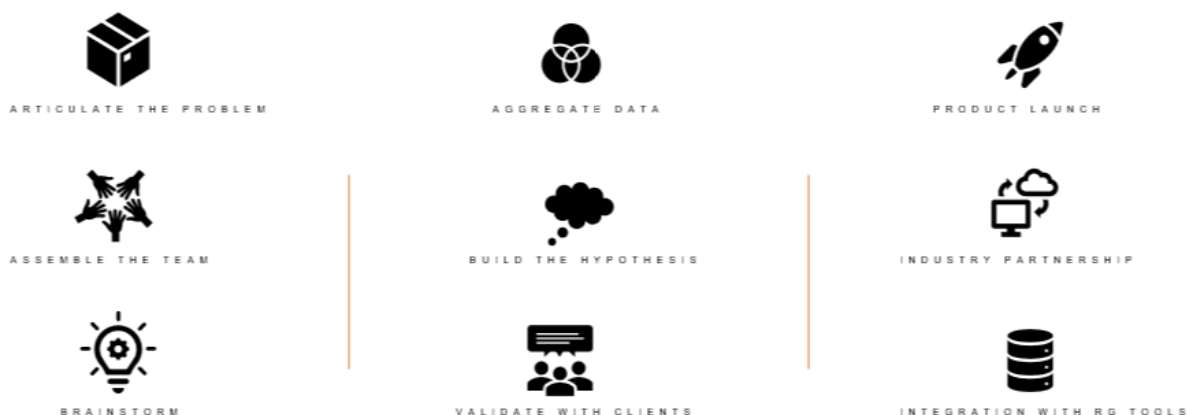 ARTICULATE THE PROBLEM
ASSEMBLE THE TEAM
BRAINSTORM
AGGREGATE DATA
BUILD THE HYPOTHESIS
VALIDATE WITH CLIENTS
PRODUCT LAUNCH
INDUSTRY PARTNERSHIP
INTEGRATION WITH RG TOOLS